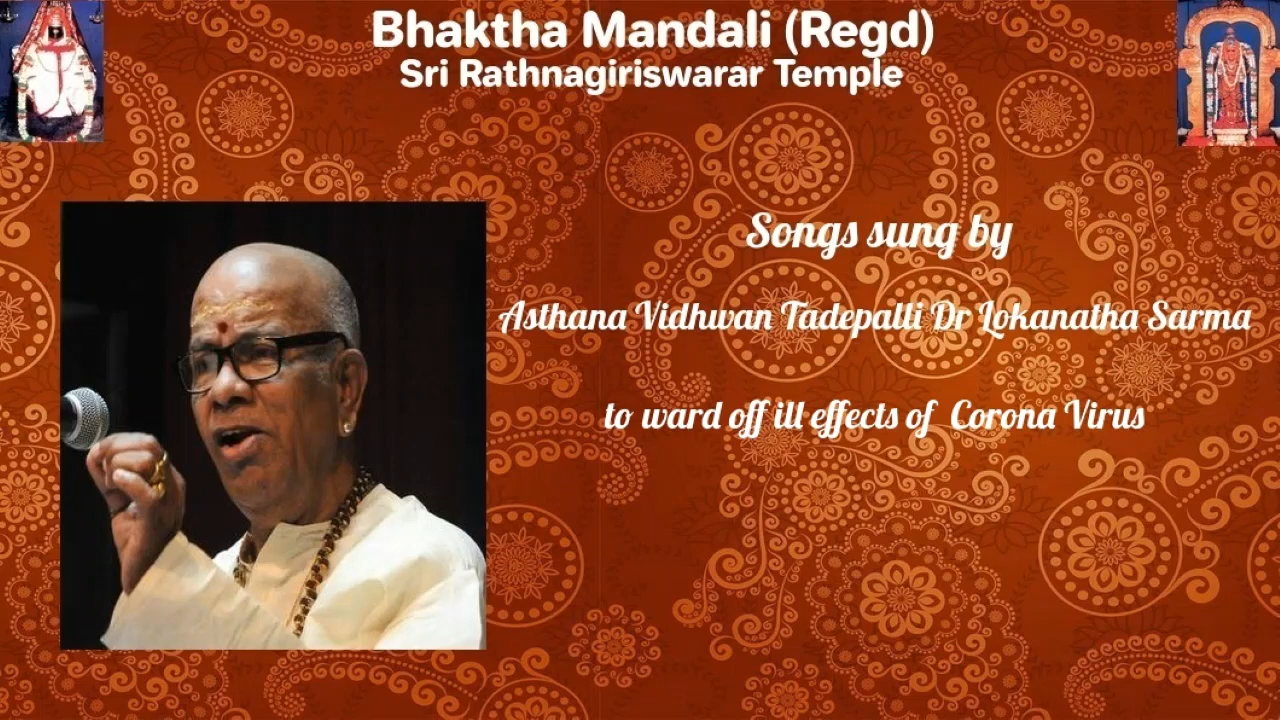 Bhaktha Mandali (Regd)
Sri Rathnagiriswarar Temple
Songs sung by
Asthana Vidhwan Tadepalli Dr Lokanatha Sarma
to ward off ill effects of Corona Virus